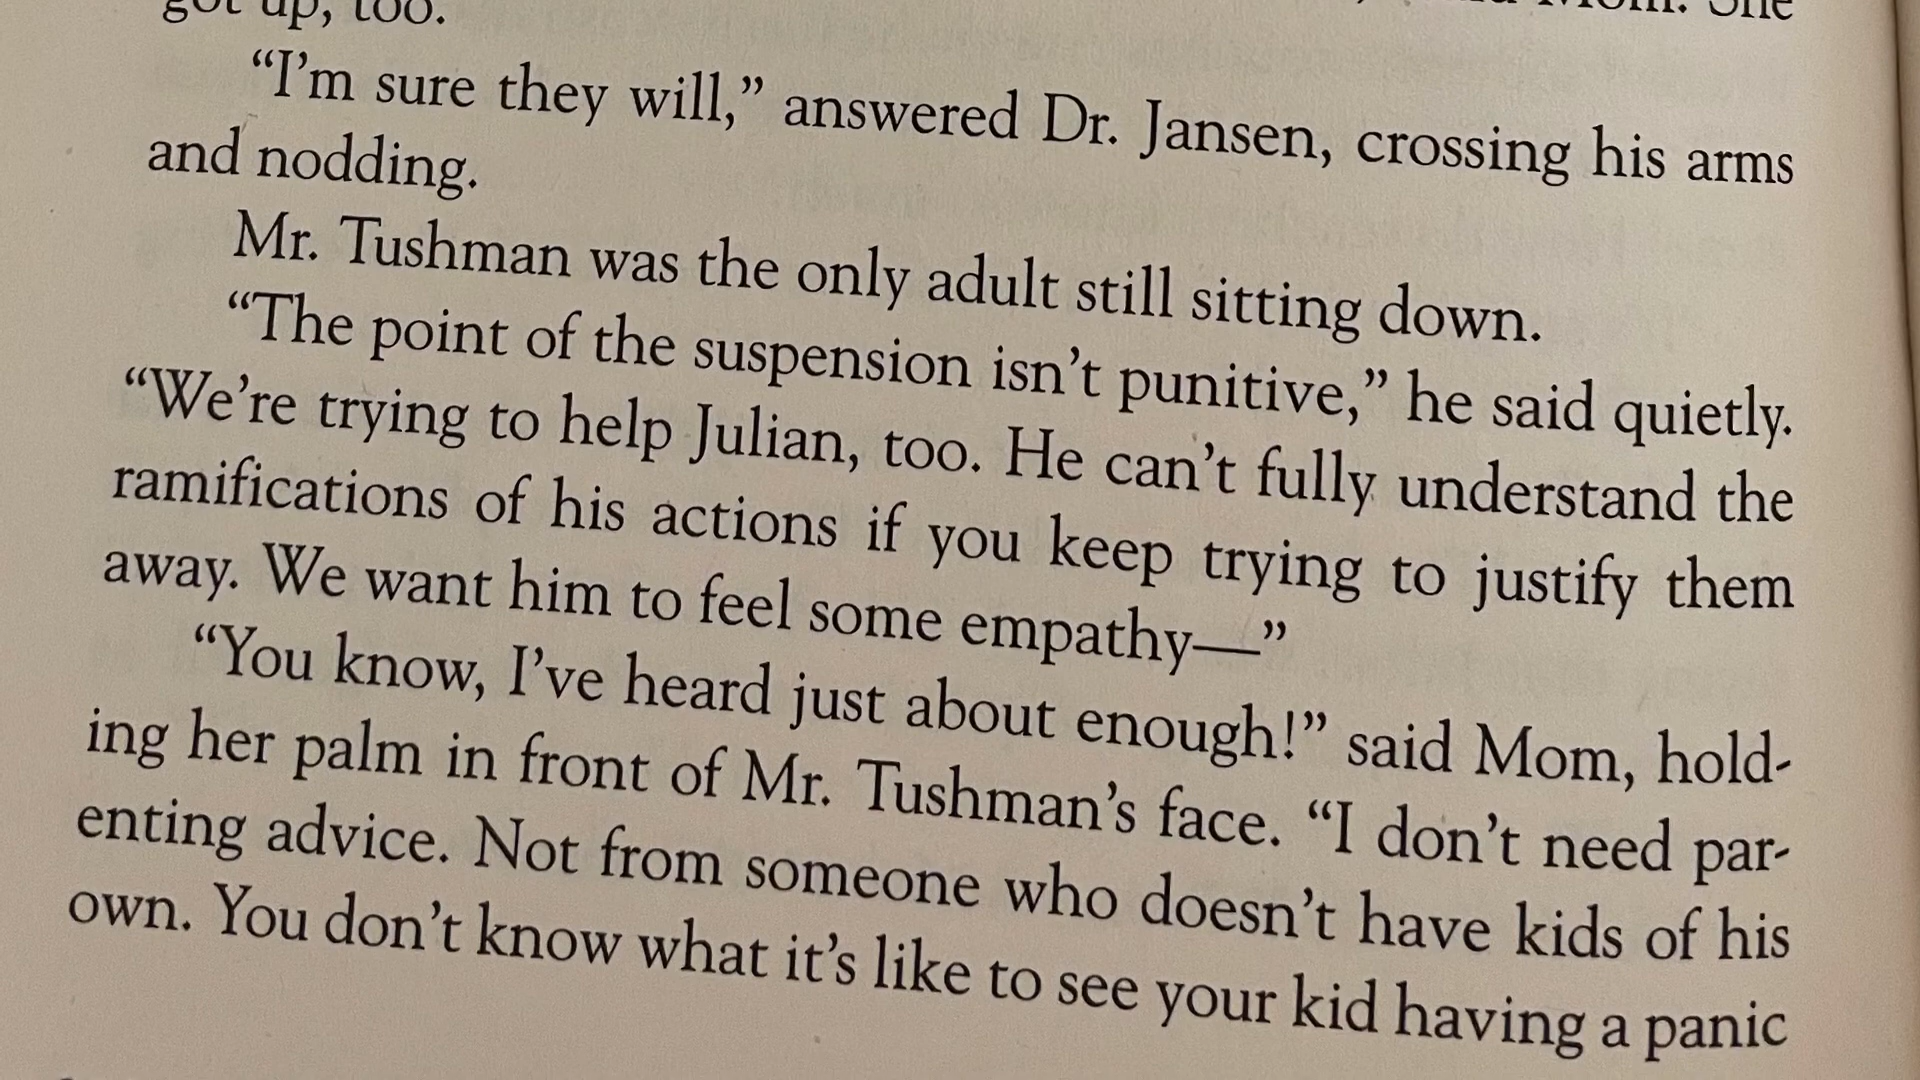 got up, too.
Mom. She
“I’m sure they will,” answered Dr. Jansen, crossing his arms
and nodding.
Mr. Tushman was the only adult still sitting down.
“The point of the suspension isn’t punitive,” he said quietly.
“We’re trying to help Julian, too. He can’t fully understand the
ramifications of his actions if you keep trying to justify them
away. We want him to feel some empathy—”
“You know, I’ve heard just about enough!” said Mom, hold-
ing her palm in front of Mr. Tushman’s face. “I don’t need par-
enting advice. Not from someone who doesn’t have kids of his
own. You don’t know what it’s like to see your kid having a panic